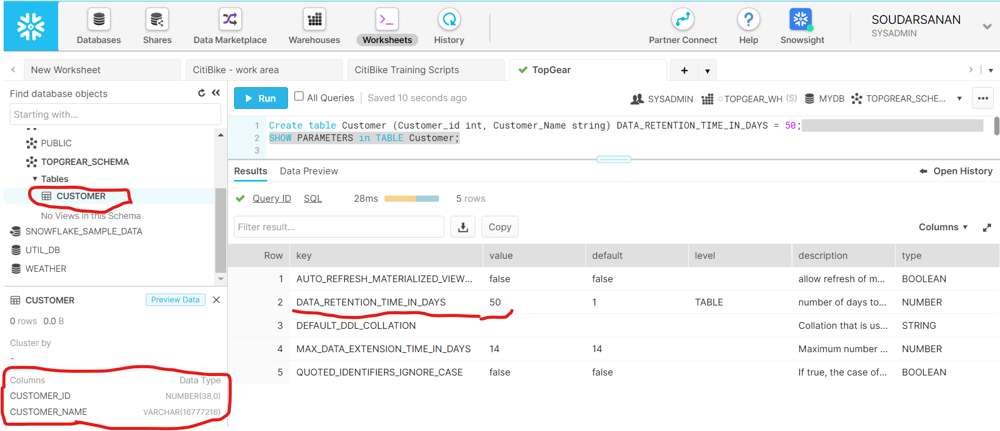 Databases
Shares
Data Marketplace
Warehouses
Worksheets
History
Partner Connect
Help
Snowsight
SOUDARSANAN
SYSADMIN
New Worksheet
CitiBike - work area
CitiBike Training Scripts
TopGear
Find database objects
Starting with...
PUBLIC
TOPGREAR_SCHEMA
Tables
CUSTOMER
No Views in this Schema
SNOWFLAKE_SAMPLE_DATA
UTIL_DB
WEATHER
CUSTOMER Preview Data
0 rows 0.0 B
Cluster by
–
Columns Data Type
CUSTOMER_ID NUMBER(38,0)
CUSTOMER_NAME VARCHAR(16777216)
Run All Queries Saved 10 seconds ago SYSADMIN TOPGEAR_WH (S) MYDB TOPGREAR_SCHE...
1 Create table Customer (Customer_id int, Customer_Name string) DATA_RETENTION_TIME_IN_DAYS = 50;
2 SHOW PARAMETERS in TABLE Customer;
3
Results Data Preview Open History
Query ID SQL 28ms 5 rows
Filter result... Copy Columns
Row key value default level description type
1 AUTO_REFRESH_MATERIALIZED_VIEW... false false allow refresh of m... BOOLEAN
2 DATA_RETENTION_TIME_IN_DAYS 50 1 TABLE number of days to... NUMBER
3 DEFAULT_DDL_COLLATION Collation that is us... STRING
4 MAX_DATA_EXTENSION_TIME_IN_DAYS 14 14 Maximum number ... NUMBER
5 QUOTED_IDENTIFIERS_IGNORE_CASE false false If true, the case of... BOOLEAN